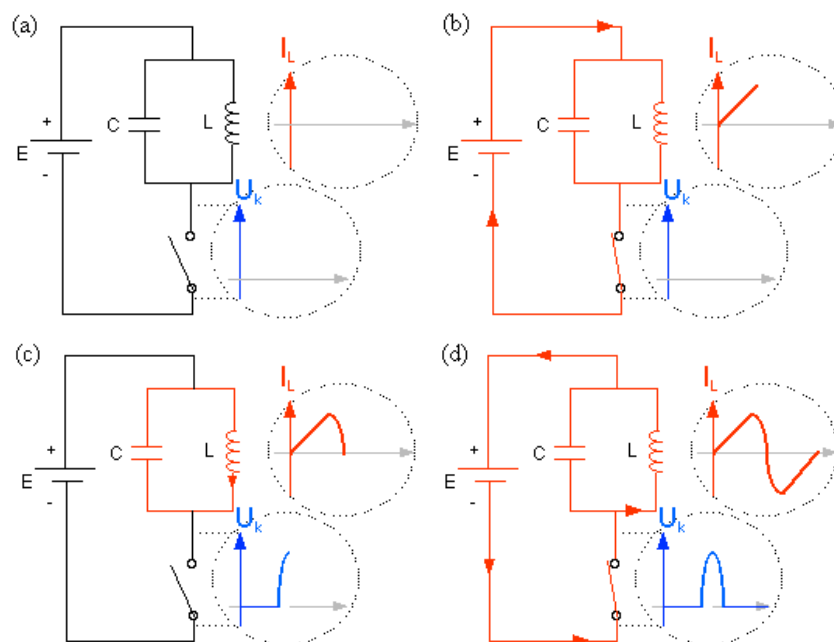 (a)
I_L
+
C
L
E
-
U_k
(b)
I_L
+
C
L
E
-
U_k
(c)
I_L
+
C
L
E
-
U_k
(d)
I_L
+
C
L
E
-
U_k